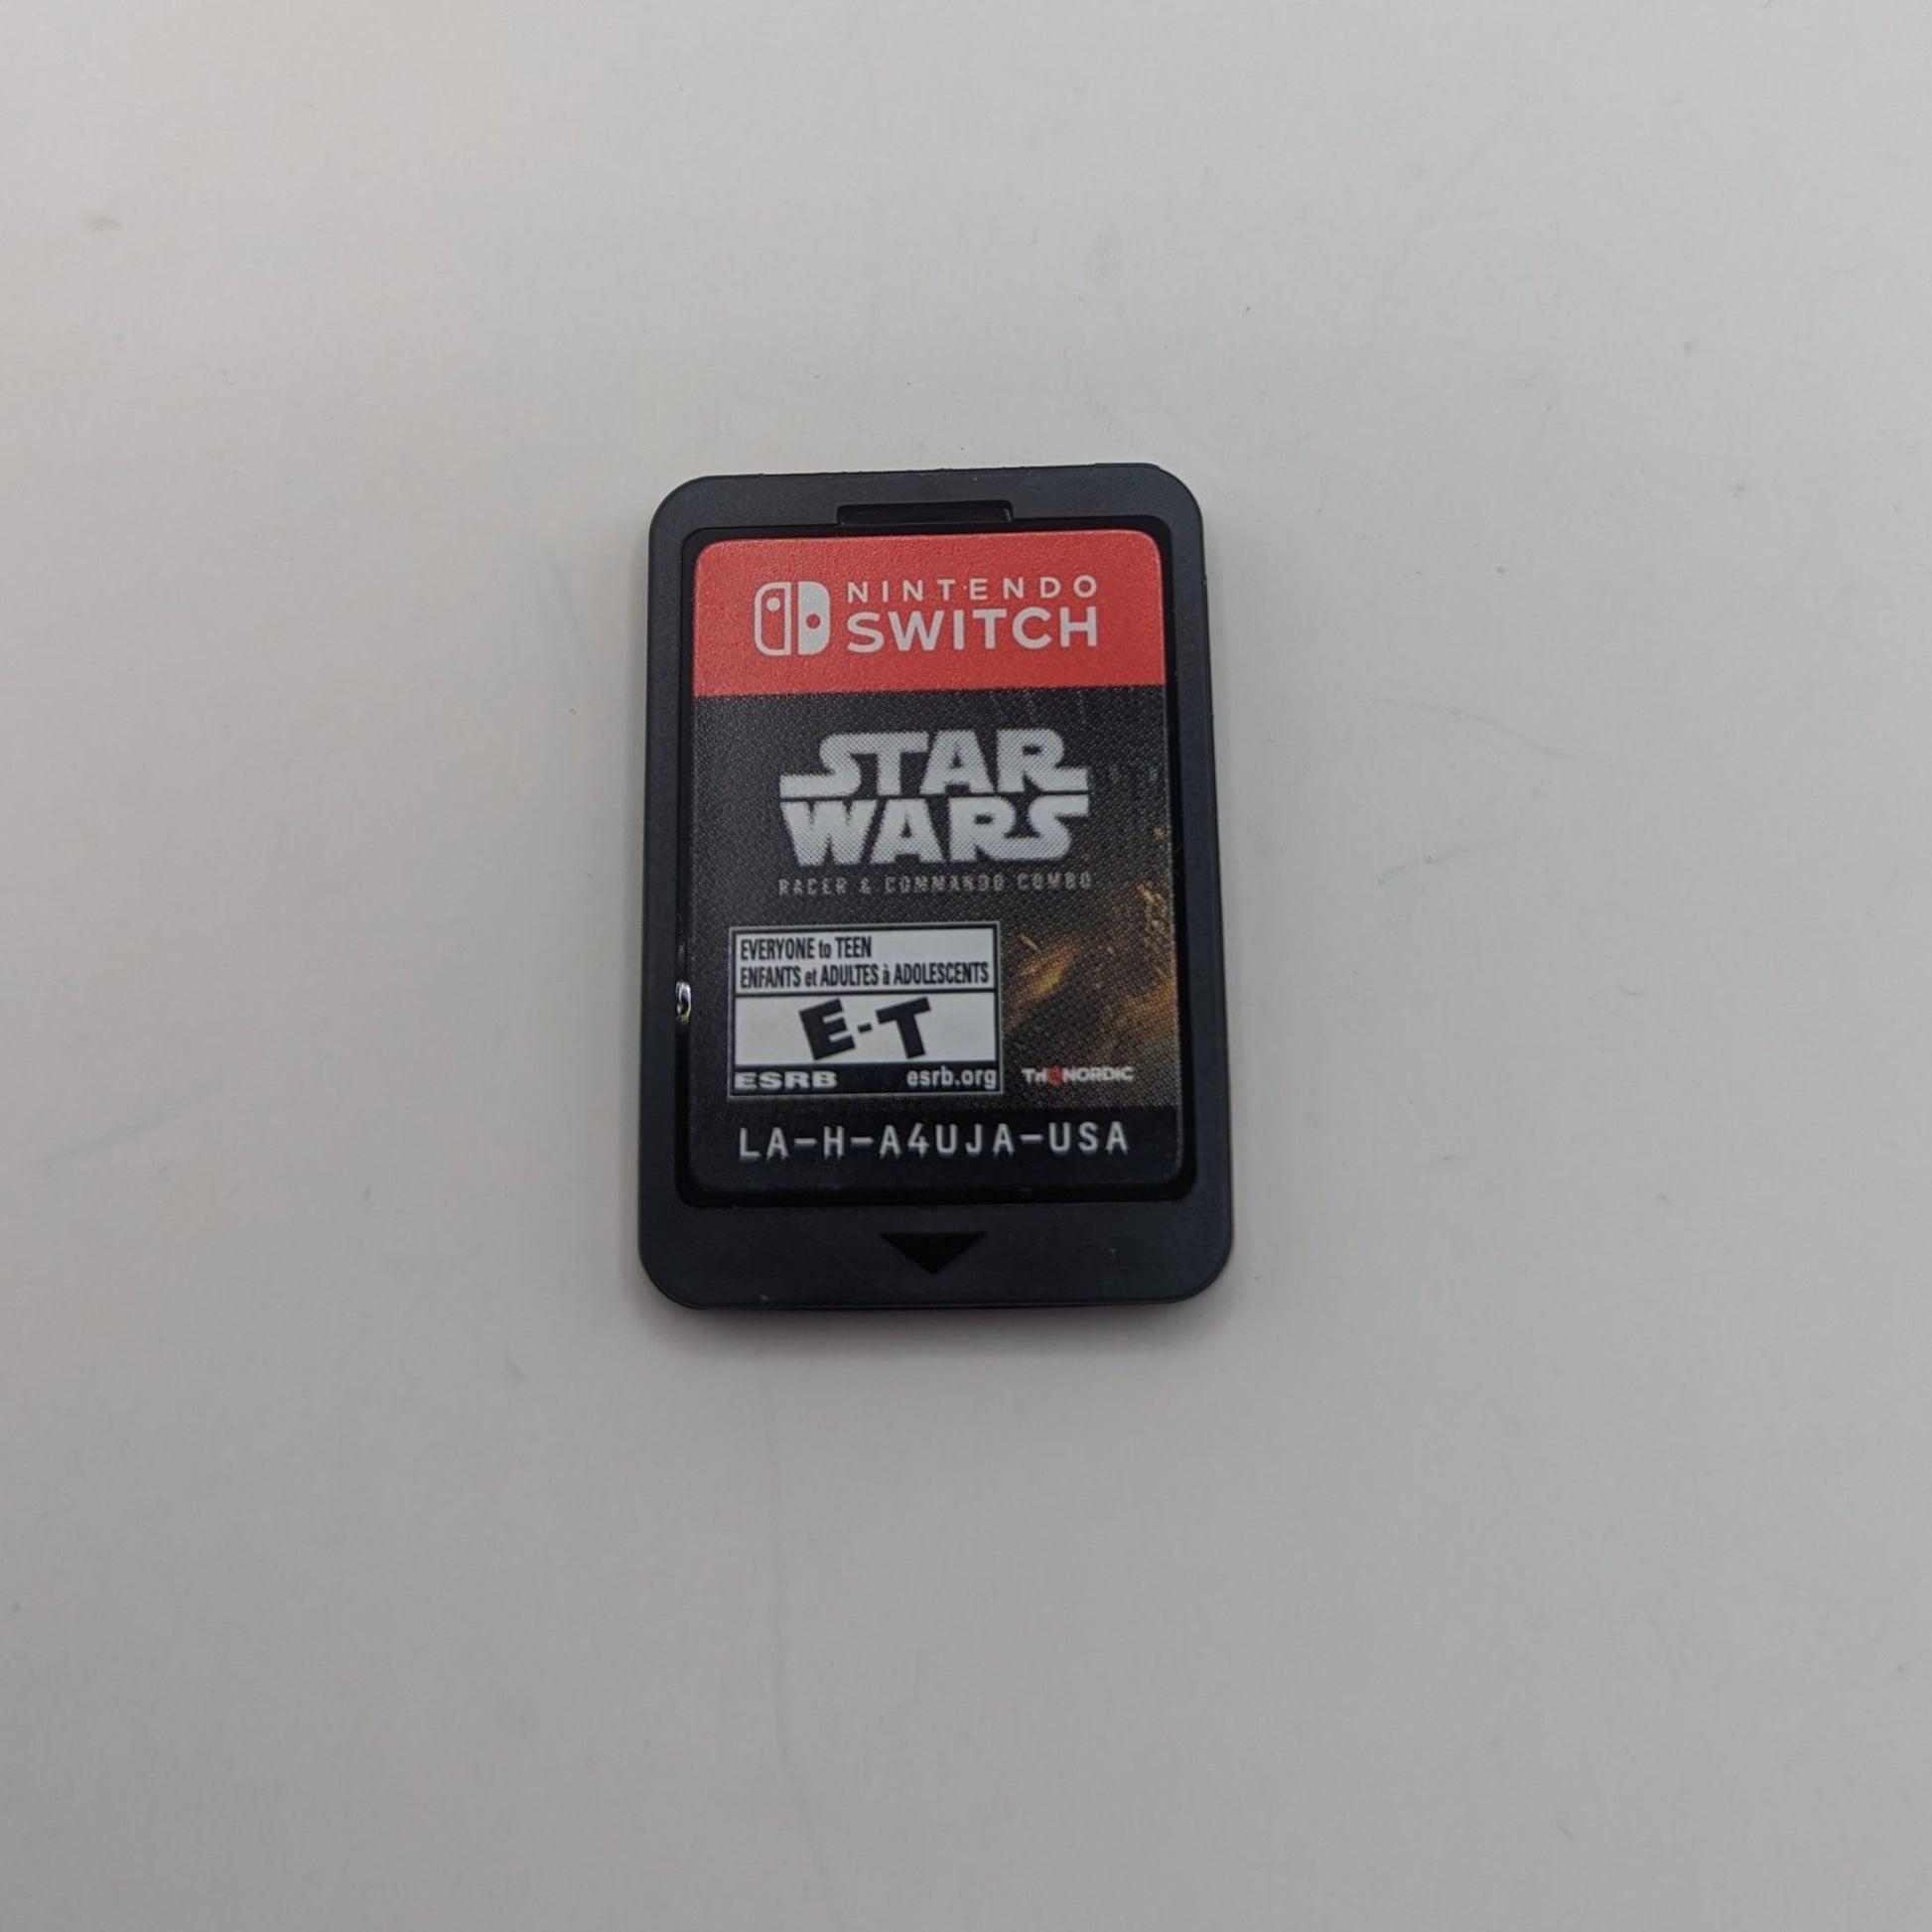 NINTENDO
SWITCH
STAR
WARS
RACER & COMMANDO COMBO
EVERYONE to TEEN
ENFANTS et ADULTES à ADOLESCENTS
E-T
ESRB esrb.org
THQ NORDIC
LA-H-A4UJA-USA